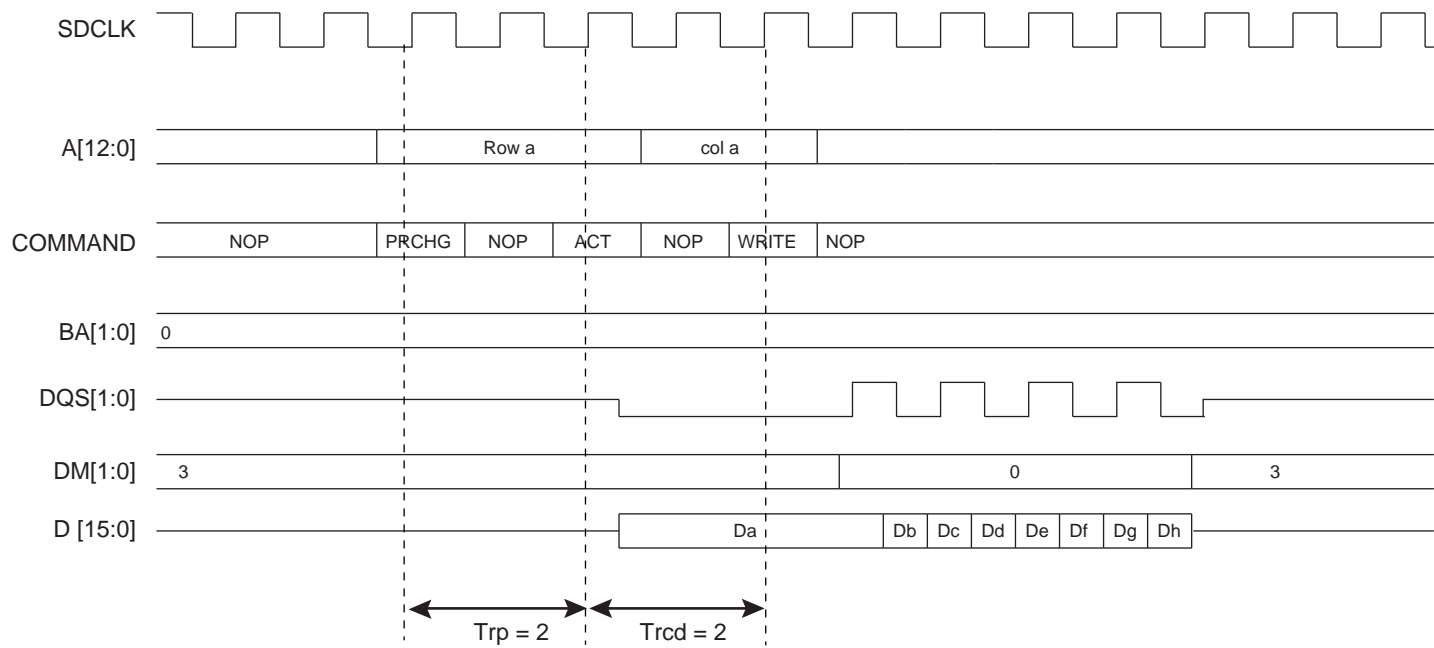 SDCLK
A[12:0] Row a col a
COMMAND NOP PRCHG NOP ACT NOP WRITE NOP
BA[1:0] 0
DQS[1:0]
DM[1:0] 3 0 3
D [15:0] Da Db Dc Dd De Df Dg Dh
Trp = 2 Trcd = 2